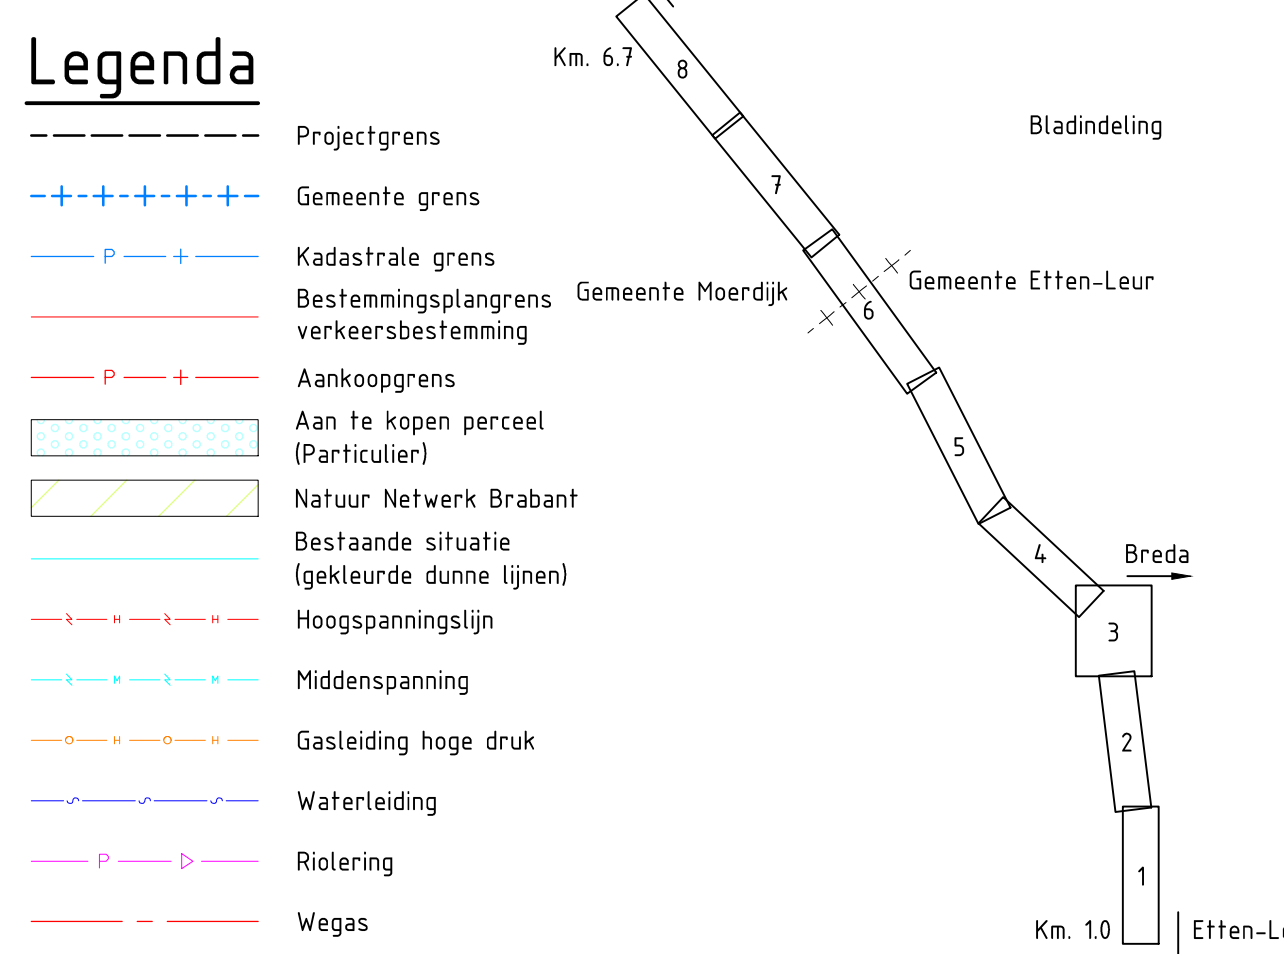 Legenda
Projectgrens
Gemeente grens
P
Kadastrale grens
Bestemmingsplangrens
verkeersbestemming
P
Aankoopgrens
Aan te kopen perceel
(Particulier)
Natuur Netwerk Brabant
Bestaande situatie
(gekleurde dunne lijnen)
H H
Hoogspanningslijn
M M
Middenspanning
H H
Gasleiding hoge druk
Waterleiding
P
Riolering
Wegas
Km. 6.7
8
Bladindeling
7
Gemeente Moerdijk
Gemeente Etten-Leur
6
5
4
Breda
3
2
1
Km. 1.0